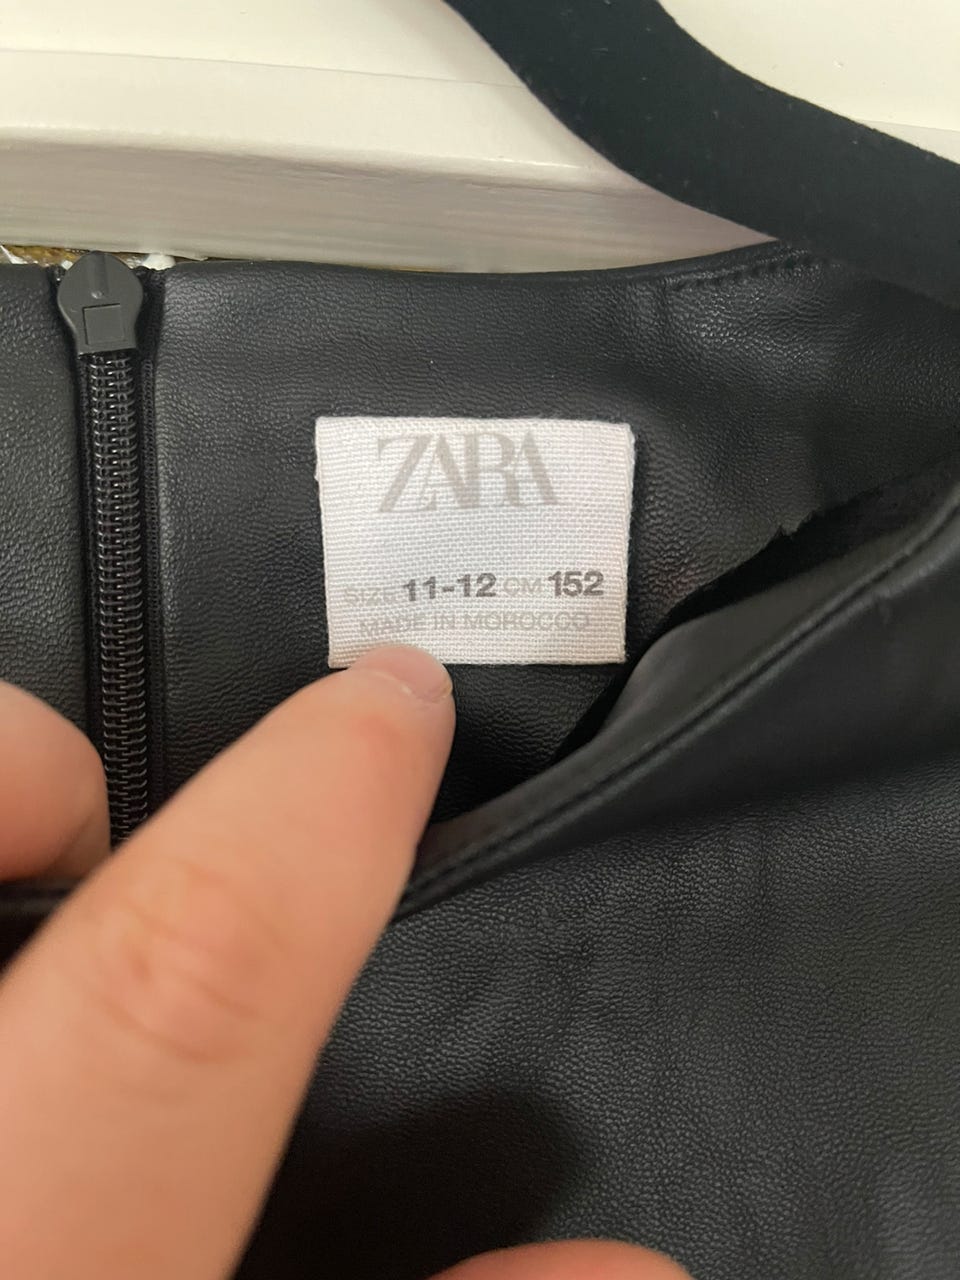 ZARA
SIZE 11-12 CM 152
MADE IN MOROCCO